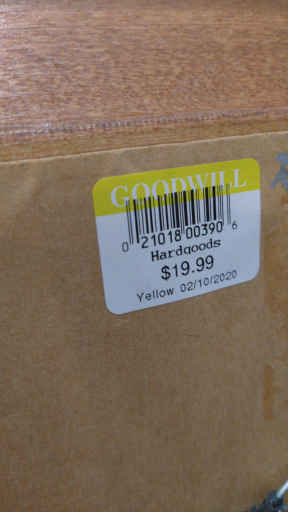 GOODWILL
0 21018 00390 6
Hardgoods
$19.99
Yellow 02/10/2020